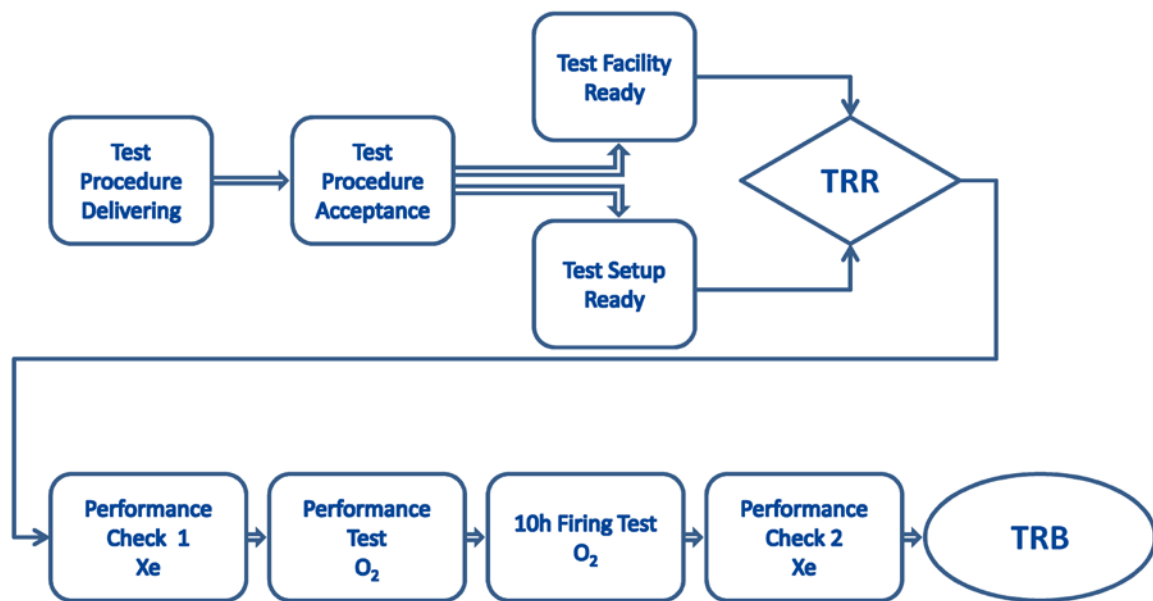 Test
Procedure
Delivering
Test
Procedure
Acceptance
Test Facility
Ready
Test Setup
Ready
TRR
Performance
Check 1
Xe
Performance
Test
O₂
10h Firing Test
O₂
Performance
Check 2
Xe
TRB